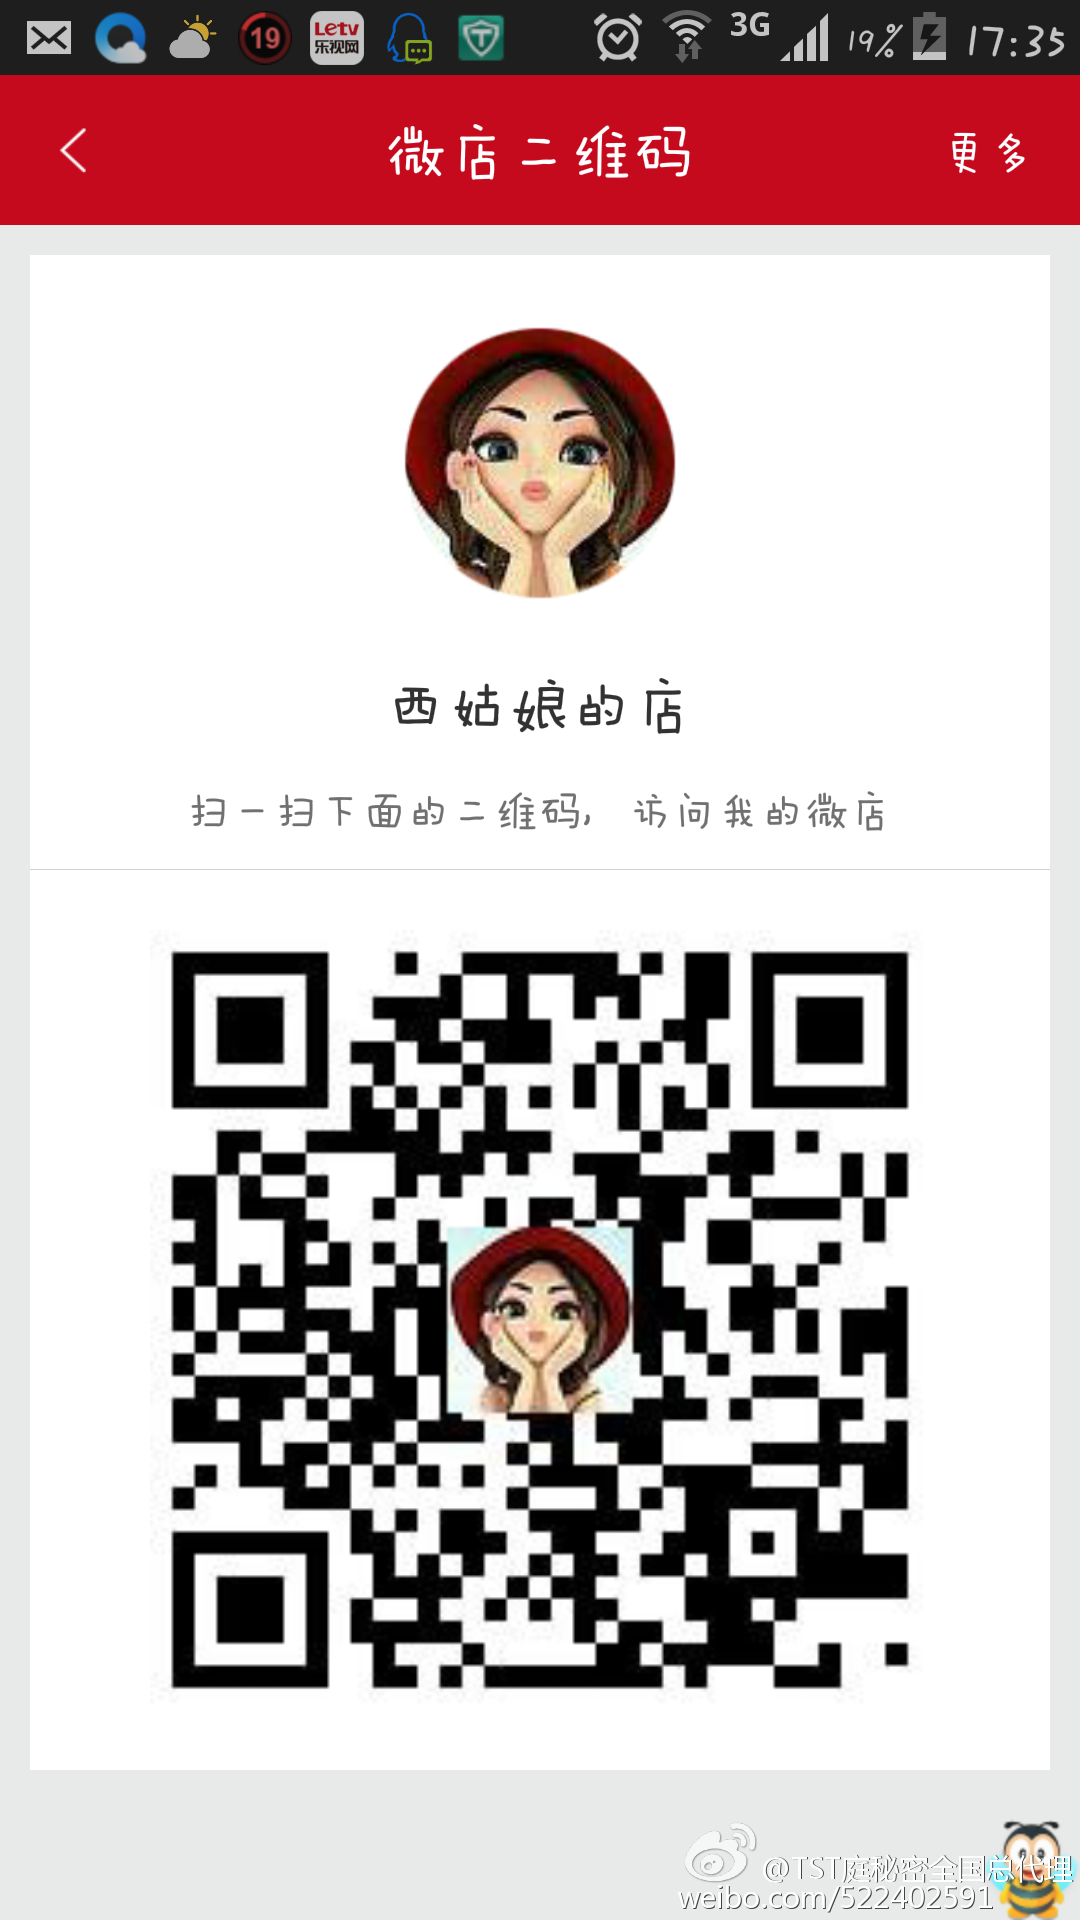 19
Letv
乐视网
3G
19%
17:35
微店二维码
更多
西姑娘的店
扫一扫下面的二维码,访问我的微店
@TST庭秘密全国总代理
weibo.com/522402591